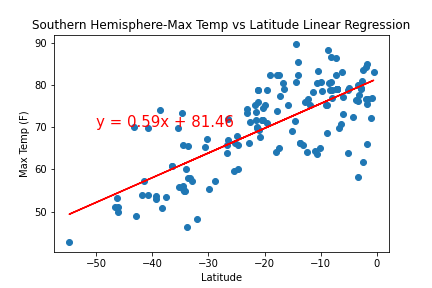 Southern Hemisphere-Max Temp vs Latitude Linear Regression
90
80
70
60
50
Max Temp (F)
y = 0.59x + 81.46
−50
−40
−30
−20
−10
0
Latitude